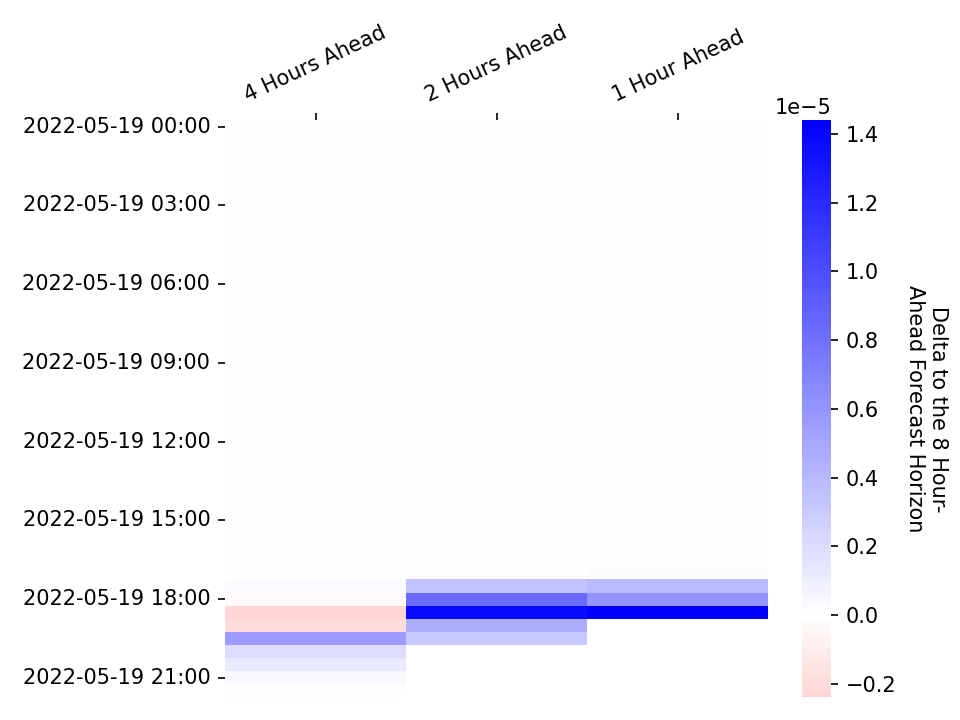 4 Hours Ahead
2 Hours Ahead
1 Hour Ahead
1e−5
2022-05-19 00:00
2022-05-19 03:00
2022-05-19 06:00
2022-05-19 09:00
2022-05-19 12:00
2022-05-19 15:00
2022-05-19 18:00
2022-05-19 21:00
1.4
1.2
1.0
0.8
0.6
0.4
0.2
0.0
−0.2
Delta to the 8 Hour-
Ahead Forecast Horizon